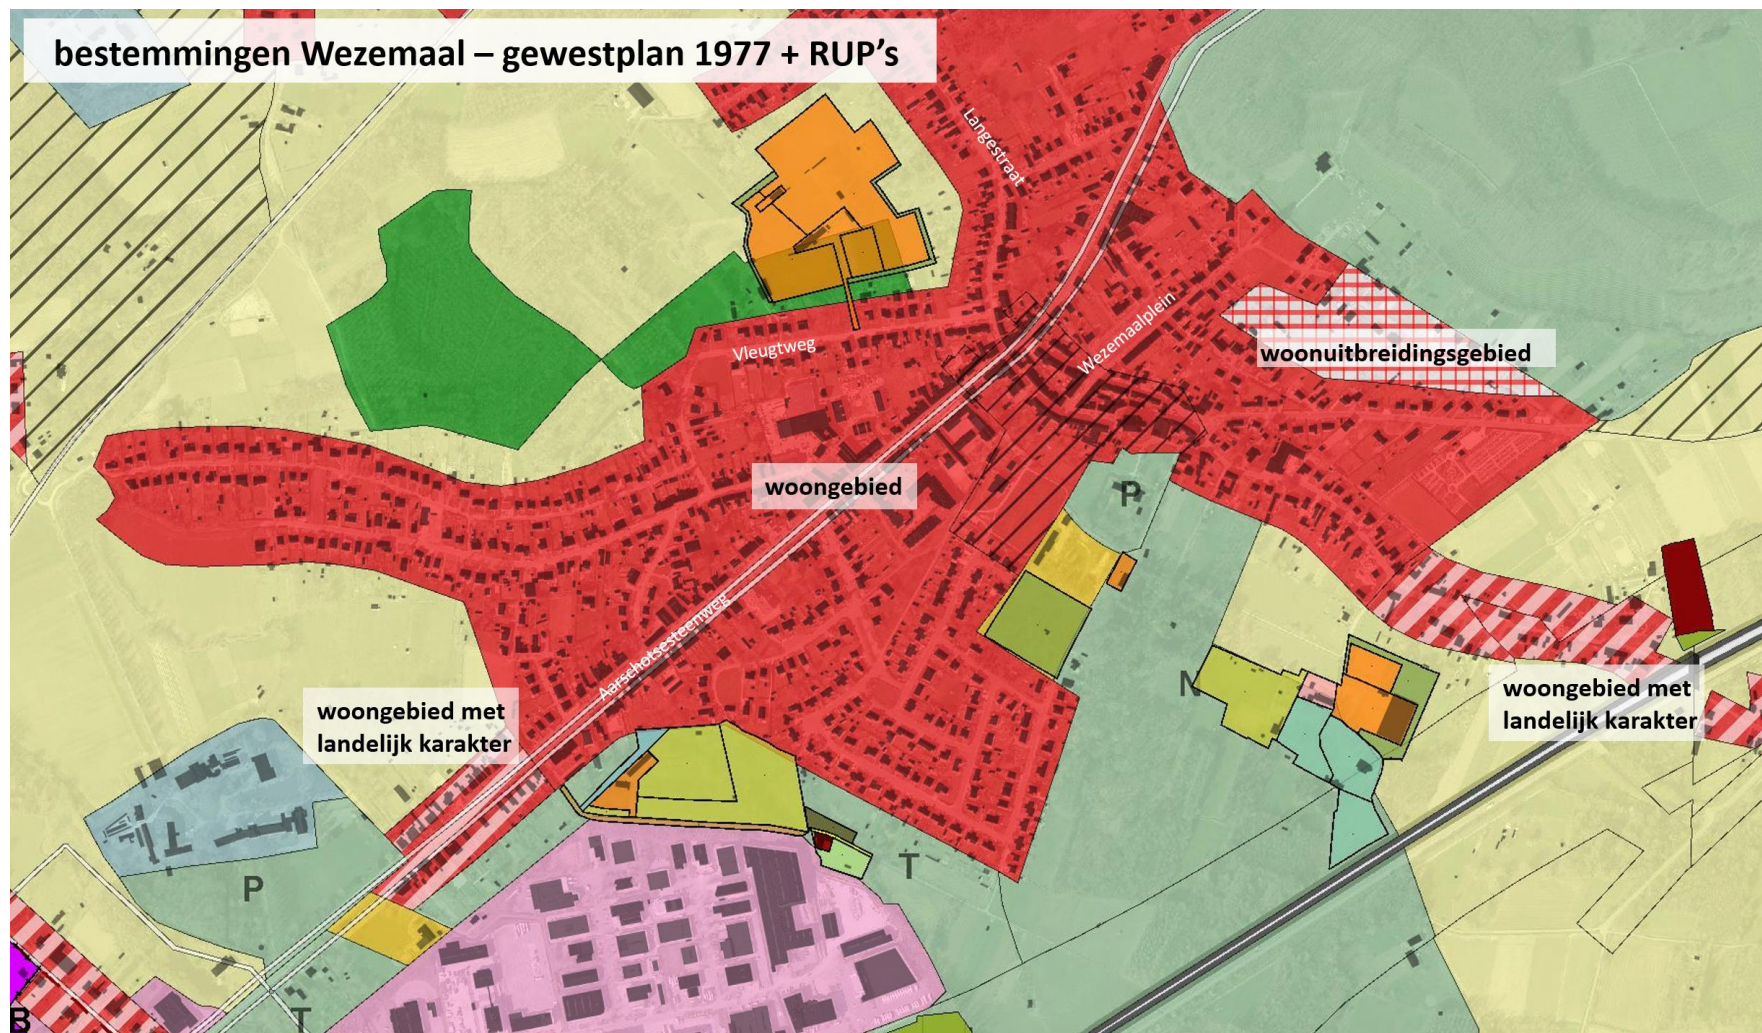 bestemmingen Wezemaal – gewestplan 1977 + RUP's
Langestraat
Wezemaalplein
Vleugtweg
woonuitbreidingsgebied
woongebied
P
Aarschotsesteenweg
N
woongebied met
landelijk karakter
woongebied met
landelijk karakter
P
T
T
B